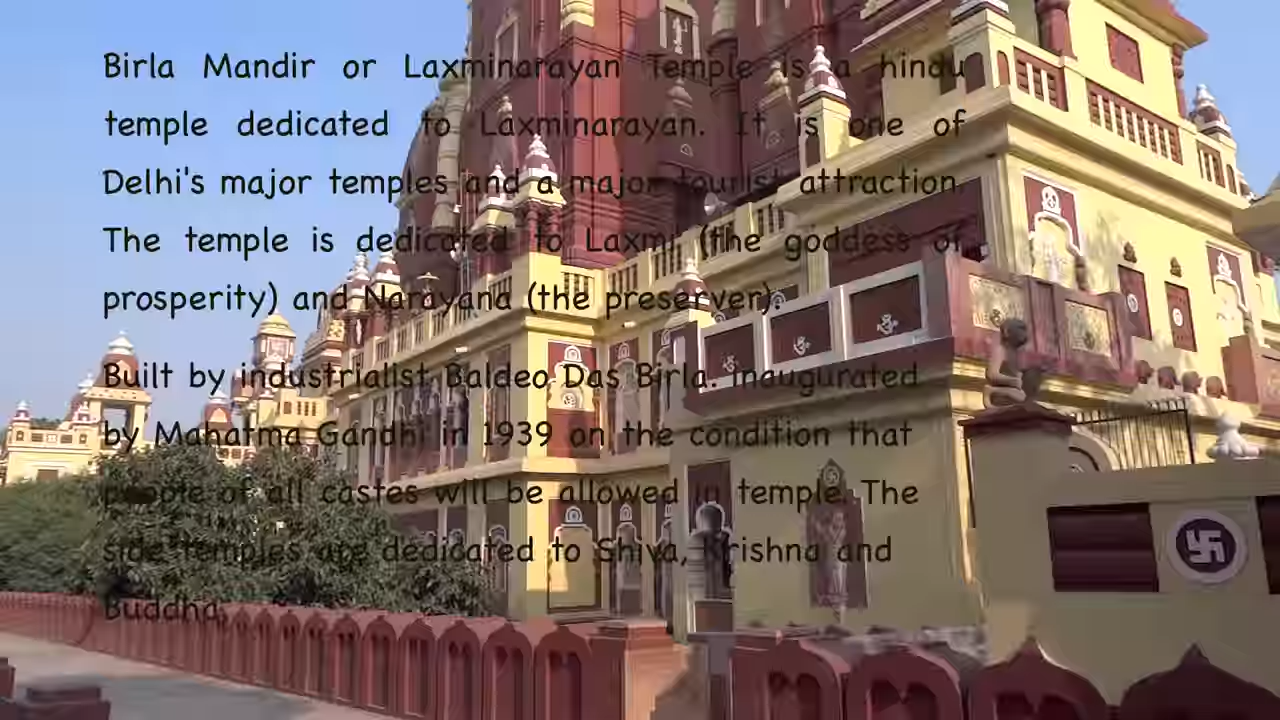 Birla Mandir or Laxminarayan Temple is a hindu
temple dedicated to Laxminarayan. It is one of
Delhi's major temples and a major tourist attraction.
The temple is dedicated to Laxmi (the goddess of
prosperity) and Narayana (the preserver).
Built by industrialist Baldeo Das Birla. inaugurated
by Mahatma Gandhi in 1939 on the condition that
people of all castes will be allowed in temple. The
side temples are dedicated to Shiva, Krishna and
Buddha.